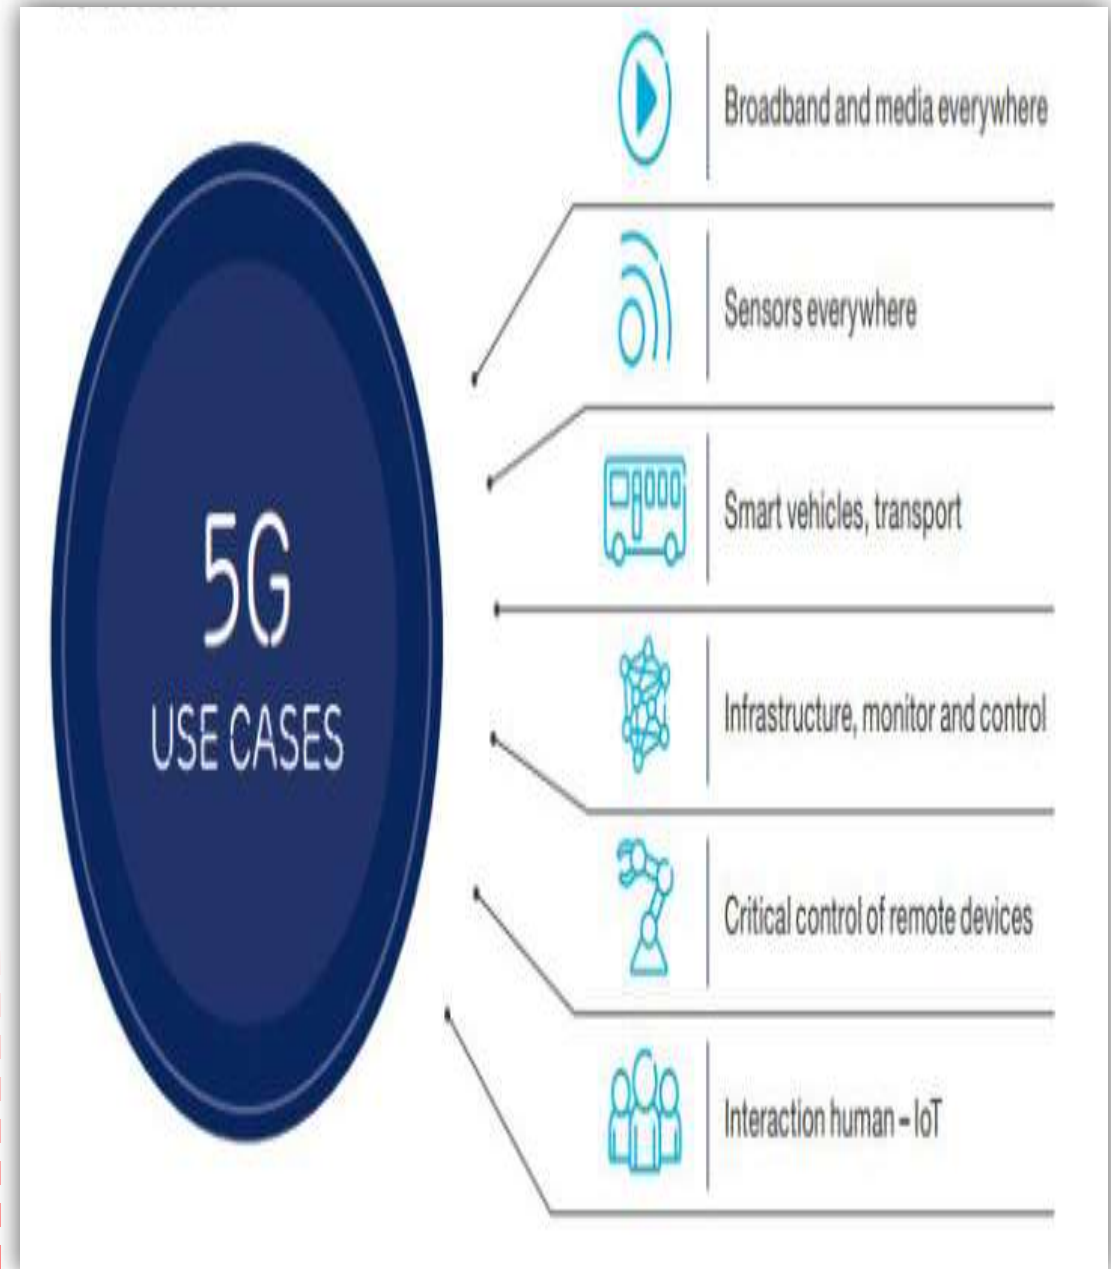 5G
USE CASES
Broadband and media everywhere
Sensors everywhere
Smart vehicles, transport
Infrastructure, monitor and control
Critical control of remote devices
Interaction human – IoT